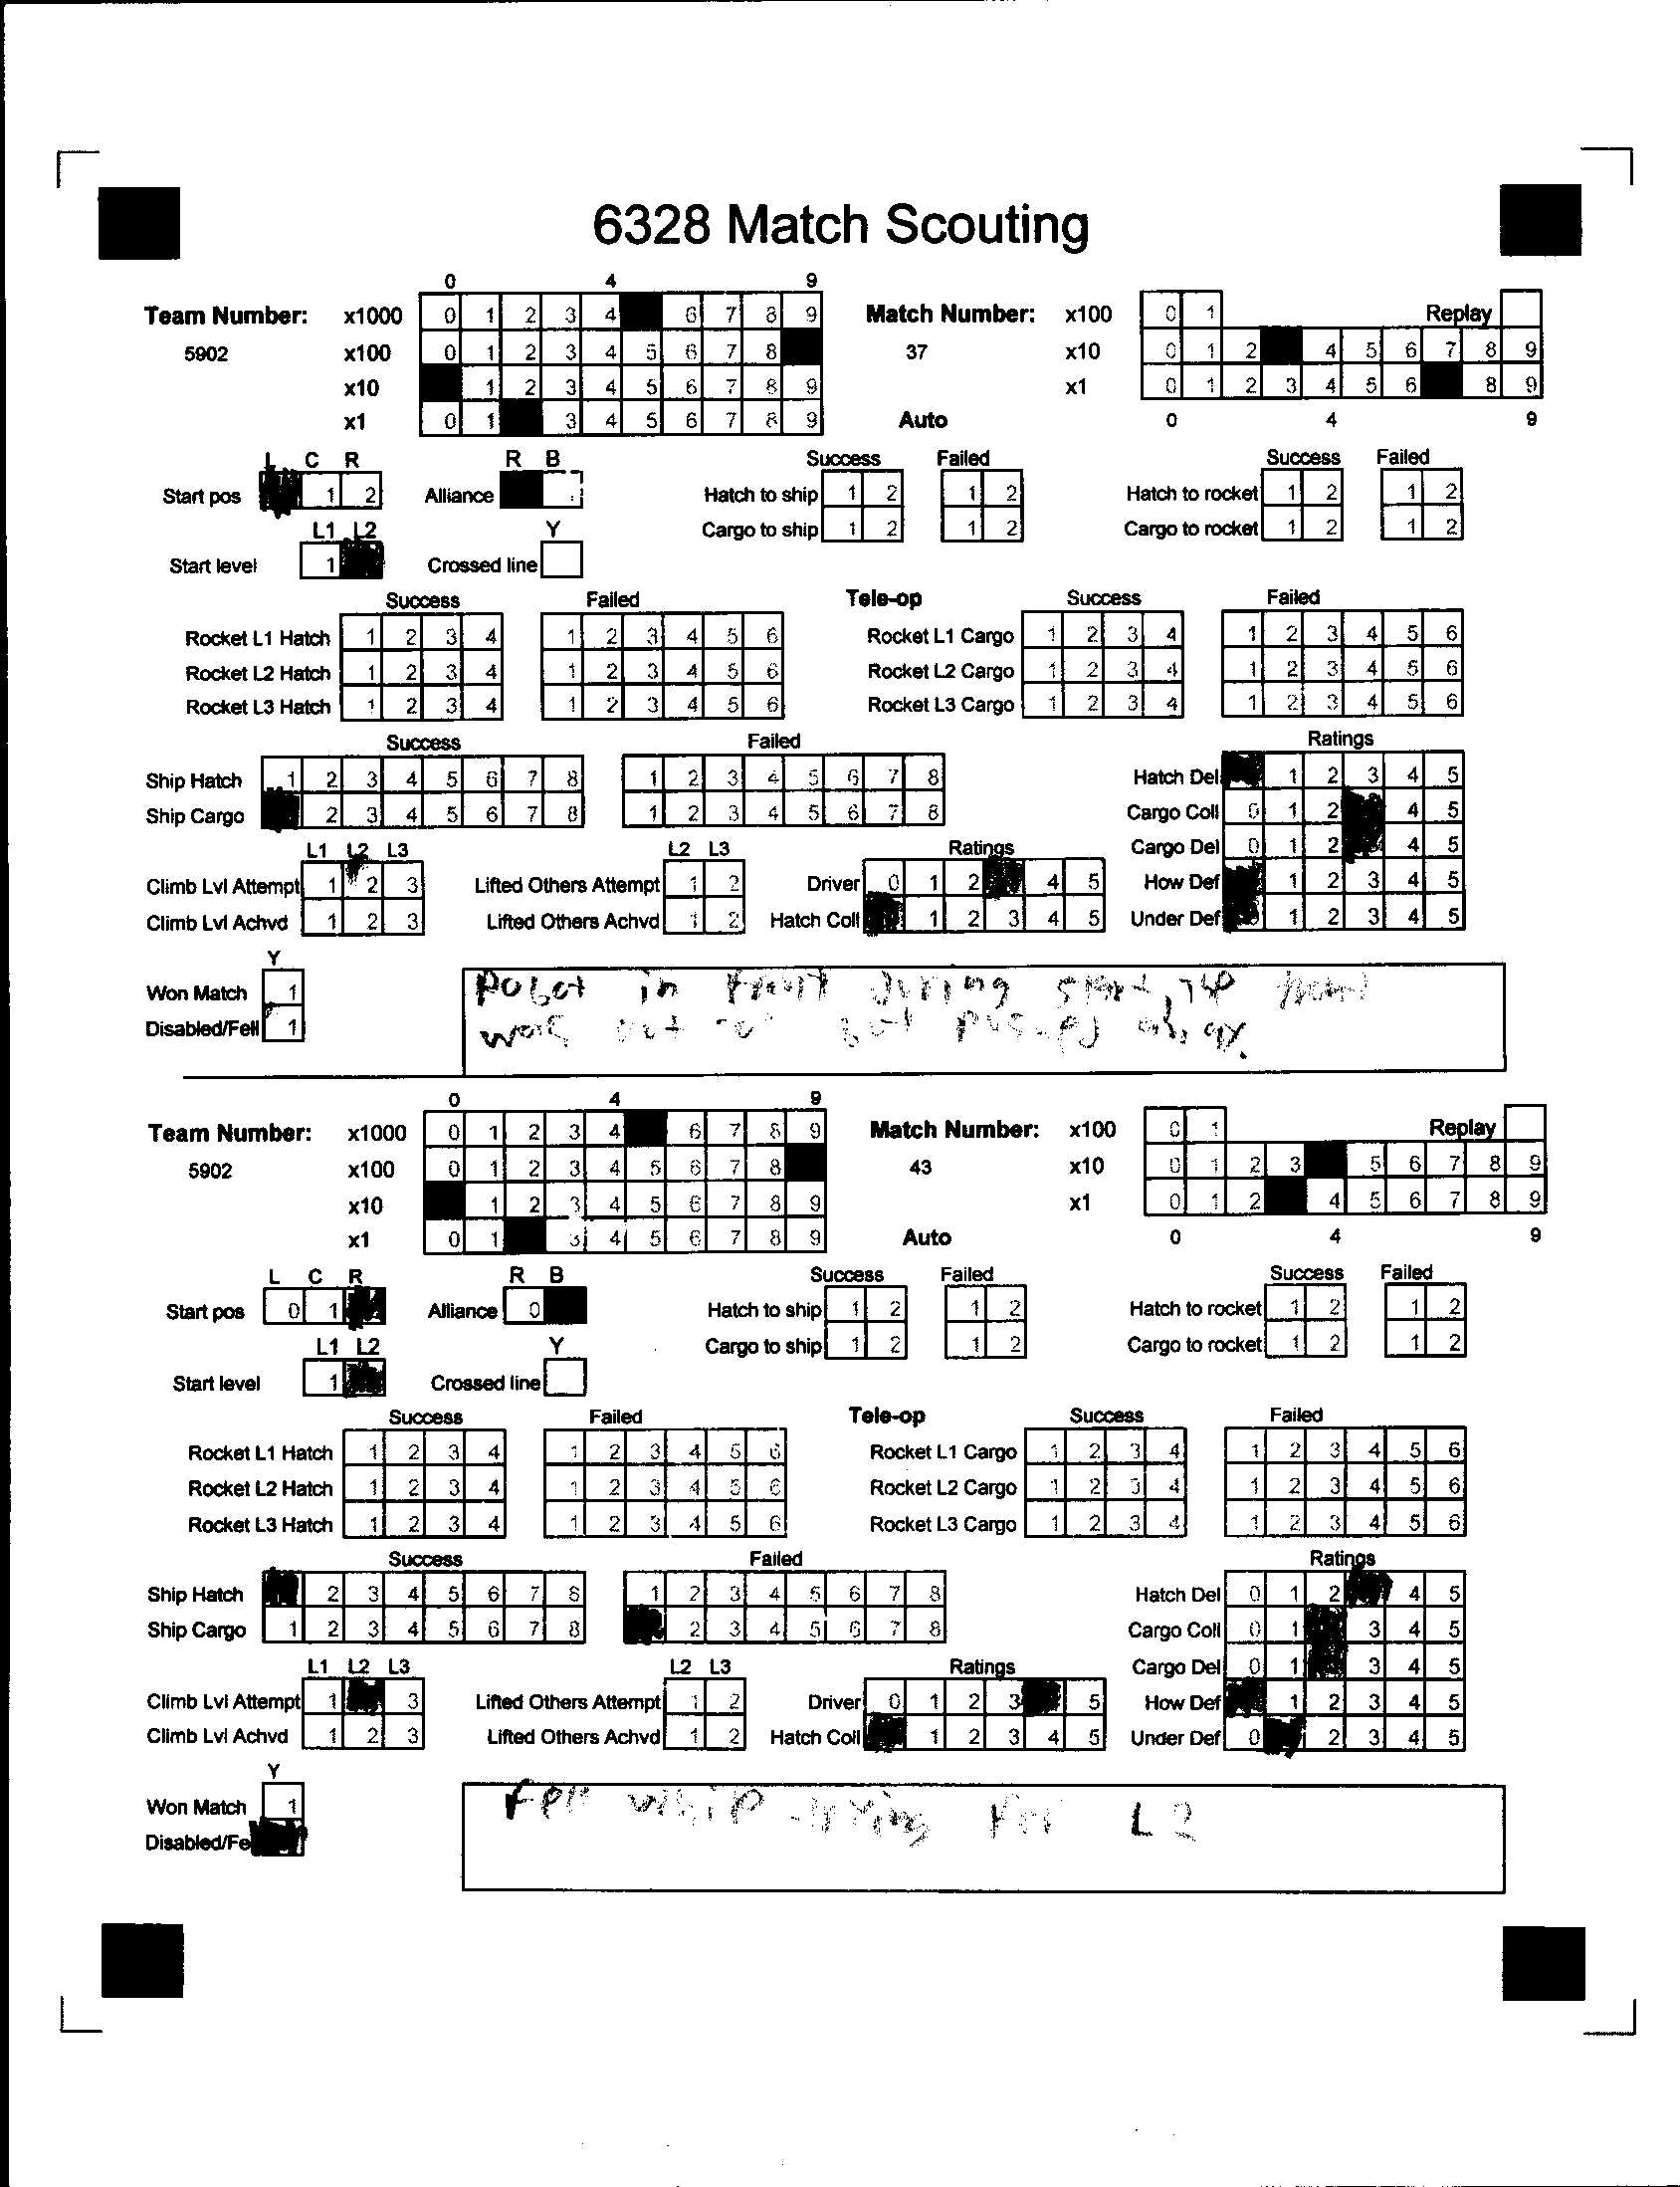 6328 Match Scouting
0 4 9
Team Number: x1000 0 1 2 3 4 6 7 8 9 Match Number: x100 0 1 Replay
5902 x100 0 1 2 3 4 5 6 7 8 37 x10 0 1 2 4 5 6 7 8 9
x10 1 2 3 4 5 6 7 8 9 x1 0 1 2 3 4 5 6 8 9
x1 0 1 3 4 5 6 7 8 9 Auto 0 4 9
L C R R B Success Failed Success Failed
Start pos 1 2 Alliance Hatch to ship 1 2 1 2 Hatch to rocket 1 2 1 2
L1 L2 Y Cargo to ship 1 2 1 2 Cargo to rocket 1 2 1 2
Start level 1 Crossed line
Success Failed Tele-op Success Failed
Rocket L1 Hatch 1 2 3 4 1 2 3 4 5 6 Rocket L1 Cargo 1 2 3 4 1 2 3 4 5 6
Rocket L2 Hatch 1 2 3 4 1 2 3 4 5 6 Rocket L2 Cargo 1 2 3 4 1 2 3 4 5 6
Rocket L3 Hatch 1 2 3 4 1 2 3 4 5 6 Rocket L3 Cargo 1 2 3 4 1 2 3 4 5 6
Success Failed Ratings
Ship Hatch 1 2 3 4 5 6 7 8 1 2 3 4 5 6 7 8 Hatch Del 1 2 3 4 5
Ship Cargo 2 3 4 5 6 7 8 1 2 3 4 5 6 7 8 Cargo Coll 0 1 2 4 5
L1 L2 L3 L2 L3 Ratings Cargo Del 0 1 2 4 5
Climb Lvl Attempt 1 2 3 Lifted Others Attempt 1 2 Driver 0 1 2 4 5 How Def 1 2 3 4 5
Climb Lvl Achvd 1 2 3 Lifted Others Achvd 1 2 Hatch Coll 1 2 3 4 5 Under Def 1 2 3 4 5
Y
Won Match 1 Robot in front during start
Disabled/Fell 1 but pushed away.
0 4 9
Team Number: x1000 0 1 2 3 4 6 7 8 9 Match Number: x100 0 1 Replay
5902 x100 0 1 2 3 4 5 6 7 8 43 x10 0 1 2 3 5 6 7 8 9
x10 1 2 3 4 5 6 7 8 9 x1 0 1 2 4 5 6 7 8 9
x1 0 1 3 4 5 6 7 8 9 Auto 0 4 9
L C R R B Success Failed Success Failed
Start pos 0 1 Alliance 0 Hatch to ship 1 2 1 2 Hatch to rocket 1 2 1 2
L1 L2 Y Cargo to ship 1 2 1 2 Cargo to rocket 1 2 1 2
Start level 1 Crossed line
Success Failed Tele-op Success Failed
Rocket L1 Hatch 1 2 3 4 1 2 3 4 5 6 Rocket L1 Cargo 1 2 3 4 1 2 3 4 5 6
Rocket L2 Hatch 1 2 3 4 1 2 3 4 5 6 Rocket L2 Cargo 1 2 3 4 1 2 3 4 5 6
Rocket L3 Hatch 1 2 3 4 1 2 3 4 5 6 Rocket L3 Cargo 1 2 3 4 1 2 3 4 5 6
Success Failed Ratings
Ship Hatch 2 3 4 5 6 7 8 1 2 3 4 5 6 7 8 Hatch Del 0 1 2 4 5
Ship Cargo 1 2 3 4 5 6 7 8 2 3 4 5 6 7 8 Cargo Coll 0 1 3 4 5
L1 L2 L3 L2 L3 Ratings Cargo Del 0 1 3 4 5
Climb Lvl Attempt 1 3 Lifted Others Attempt 1 2 Driver 0 1 2 3 5 How Def 1 2 3 4 5
Climb Lvl Achvd 1 2 3 Lifted Others Achvd 1 2 Hatch Coll 1 2 3 4 5 Under Def 0 2 3 4 5
Y
Won Match 1 Fell while trying for L2
Disabled/Fe